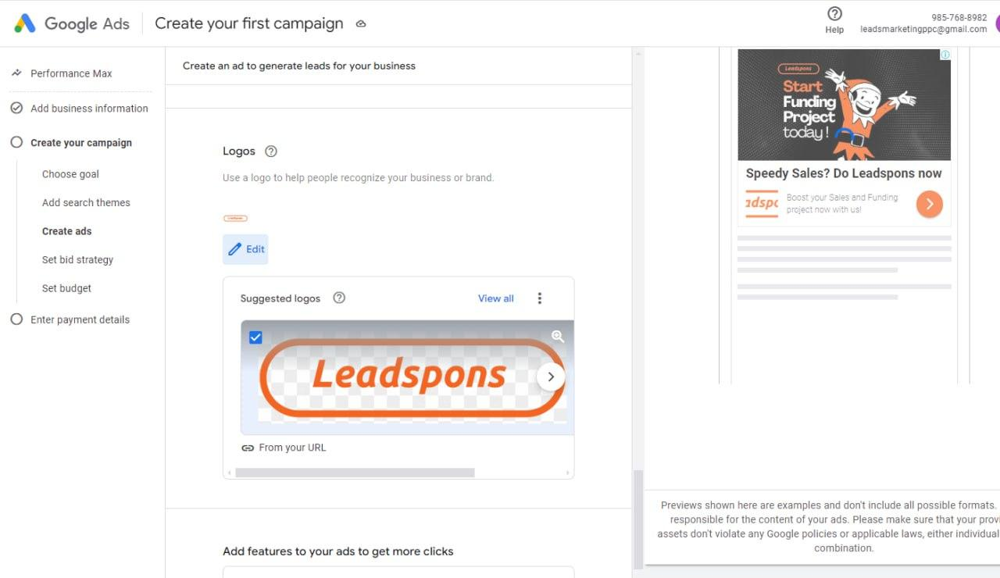 Google Ads
Create your first campaign
Help
985-768-8982
leadsmarketingppc@gmail.com
Performance Max
Add business information
Create your campaign
Choose goal
Add search themes
Create ads
Set bid strategy
Set budget
Enter payment details
Create an ad to generate leads for your business
Logos
Use a logo to help people recognize your business or brand.
Leadspons
Edit
Suggested logos
View all
Leadspons
From your URL
Add features to your ads to get more clicks
Leadspons
Start
Funding
Project
today!
Speedy Sales? Do Leadspons now
adspo
Boost your Sales and Funding
project now with us!
Previews shown here are examples and don't include all possible formats.
responsible for the content of your ads. Please make sure that your provi
assets don't violate any Google policies or applicable laws, either individual
combination.